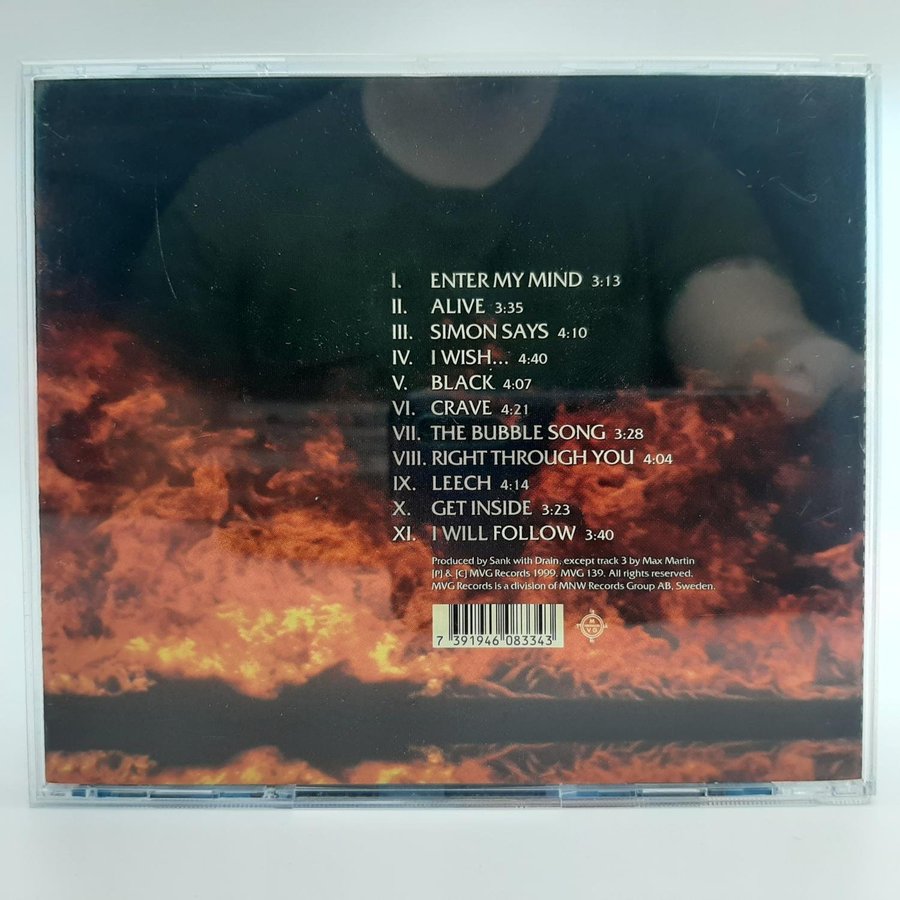 I. ENTER MY MIND 3:13
II. ALIVE 3:35
III. SIMON SAYS 4:10
IV. I WISH... 4:40
V. BLACK 4:07
VI. CRAVE 4:21
VII. THE BUBBLE SONG 3:28
VIII. RIGHT THROUGH YOU 4:04
IX. LEECH 4:14
X. GET INSIDE 3:23
XI. I WILL FOLLOW 3:40
Produced by Sank with Drain, except track 3 by Max Martin
[P] & [C] MVG Records 1999. MVG 139. All rights reserved.
MVG Records is a division of MNW Records Group AB, Sweden.
7 391946 083343